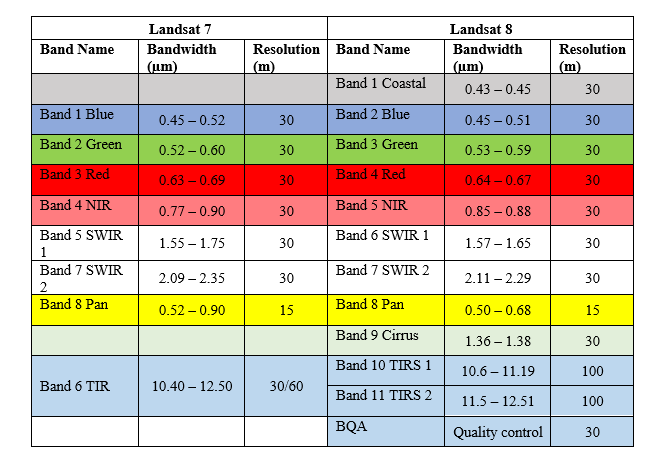 Landsat 7 Landsat 8
Band Name Bandwidth (µm) Resolution (m) Band Name Bandwidth (µm) Resolution (m)
Band 1 Coastal 0.43 – 0.45 30
Band 1 Blue 0.45 – 0.52 30 Band 2 Blue 0.45 – 0.51 30
Band 2 Green 0.52 – 0.60 30 Band 3 Green 0.53 – 0.59 30
Band 3 Red 0.63 – 0.69 30 Band 4 Red 0.64 – 0.67 30
Band 4 NIR 0.77 – 0.90 30 Band 5 NIR 0.85 – 0.88 30
Band 5 SWIR 1 1.55 – 1.75 30 Band 6 SWIR 1 1.57 – 1.65 30
Band 7 SWIR 2 2.09 – 2.35 30 Band 7 SWIR 2 2.11 – 2.29 30
Band 8 Pan 0.52 – 0.90 15 Band 8 Pan 0.50 – 0.68 15
Band 9 Cirrus 1.36 – 1.38 30
Band 6 TIR 10.40 – 12.50 30/60 Band 10 TIRS 1 10.6 – 11.19 100
Band 11 TIRS 2 11.5 – 12.51 100
BQA Quality control 30